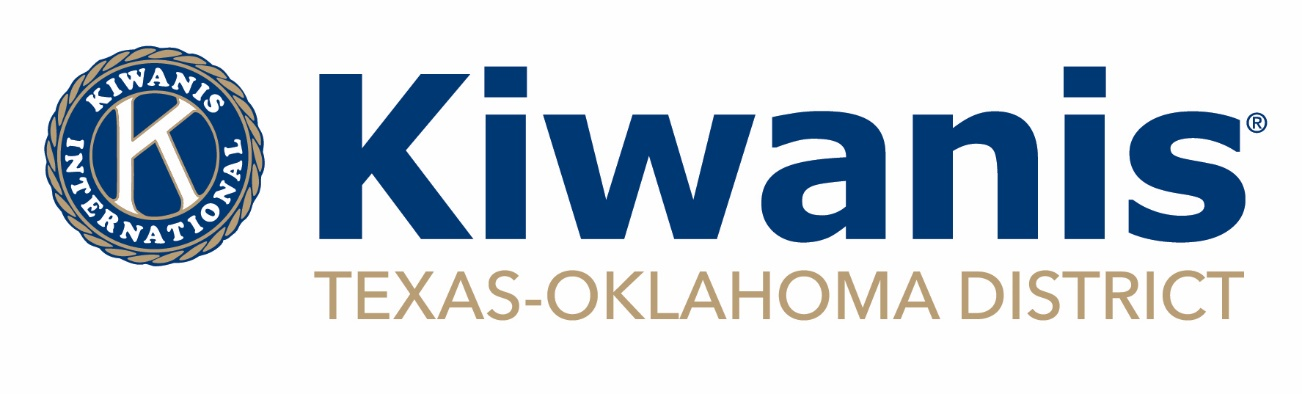 KIWANIS
K
INTERNATIONAL
Kiwanis®
TEXAS-OKLAHOMA DISTRICT